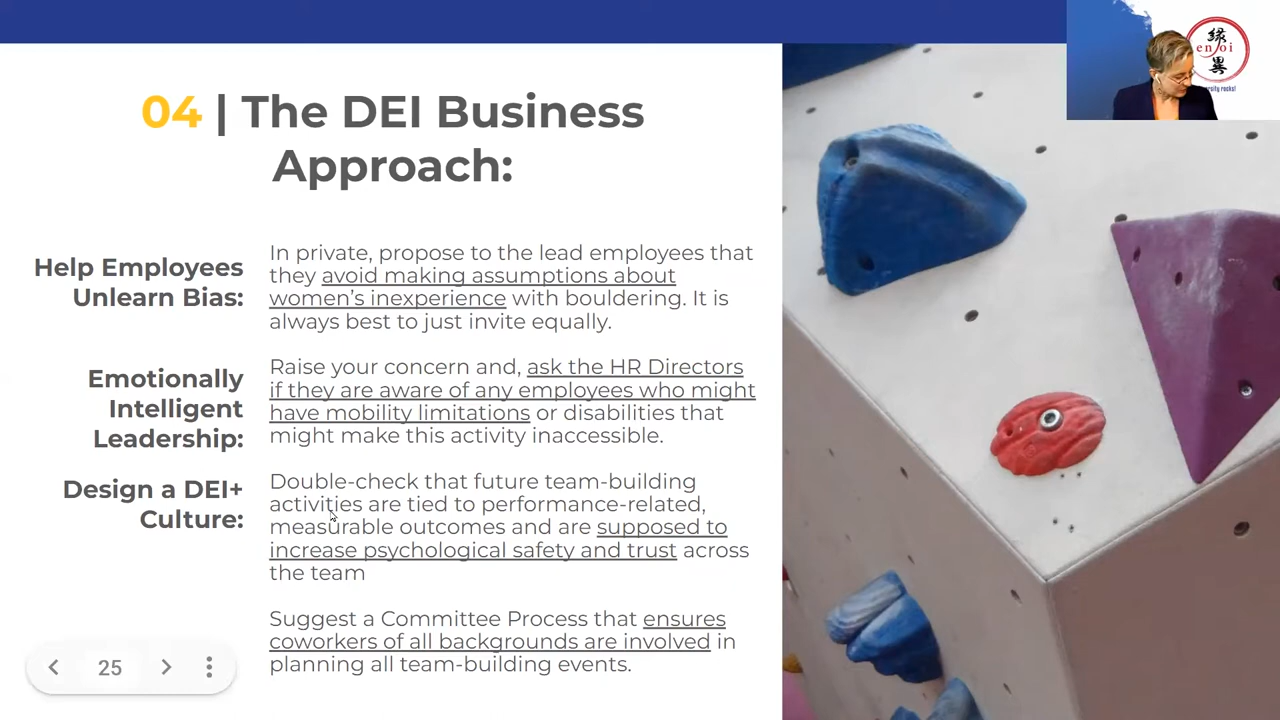 04 | The DEI Business
Approach:
Help Employees
Unlearn Bias:
In private, propose to the lead employees that
they avoid making assumptions about
women’s inexperience with bouldering. It is
always best to just invite equally.
Emotionally
Intelligent
Leadership:
Raise your concern and, ask the HR Directors
if they are aware of any employees who might
have mobility limitations or disabilities that
might make this activity inaccessible.
Design a DEI+
Culture:
Double-check that future team-building
activities are tied to performance-related,
measurable outcomes and are supposed to
increase psychological safety and trust across
the team
Suggest a Committee Process that ensures
coworkers of all backgrounds are involved in
planning all team-building events.
25
縁
enjoi
異
rocks!